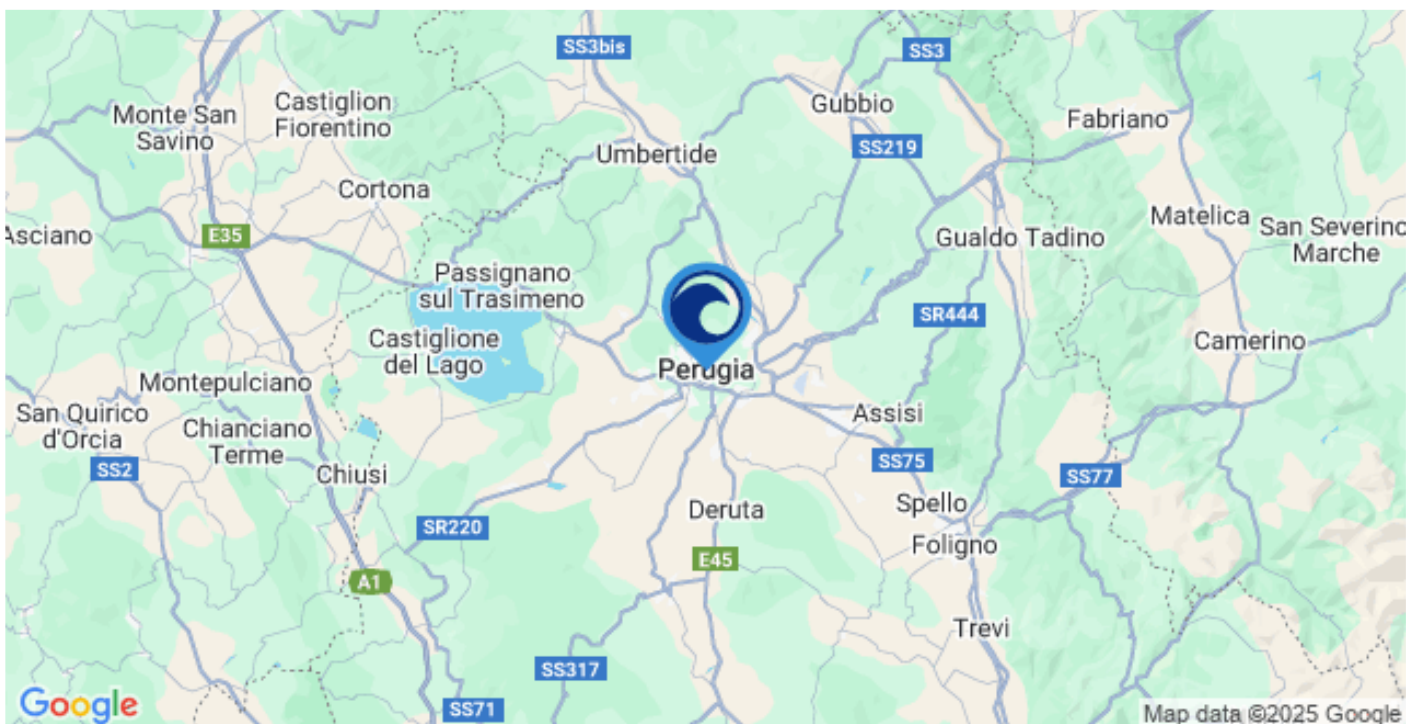 SS3bis
SS3
Monte San
Savino
Castiglion
Fiorentino
Gubbio
Fabriano
Umbertide
SS219
Cortona
Matelica
San Severino
Marche
Asciano
E35
Gualdo Tadino
Passignano
sul Trasimeno
SR444
Castiglione
del Lago
Perugia
Camerino
Montepulciano
San Quirico
d'Orcia
Chianciano
Terme
Assisi
SS2
Chiusi
SS75
SS77
SR220
Deruta
Spello
Foligno
E45
A1
Trevi
SS317
SS71
Google
Map data ©2025 Google